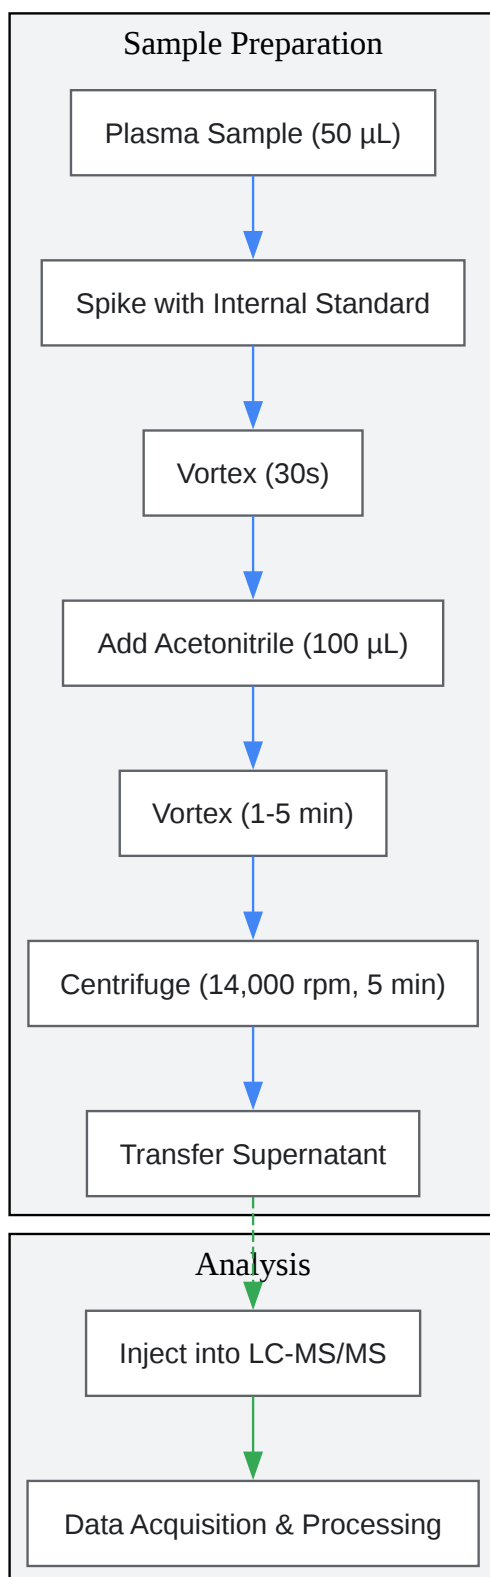 Sample Preparation
Plasma Sample (50 µL)
Spike with Internal Standard
Vortex (30s)
Add Acetonitrile (100 µL)
Vortex (1-5 min)
Centrifuge (14,000 rpm, 5 min)
Transfer Supernatant
Analysis
Inject into LC-MS/MS
Data Acquisition & Processing